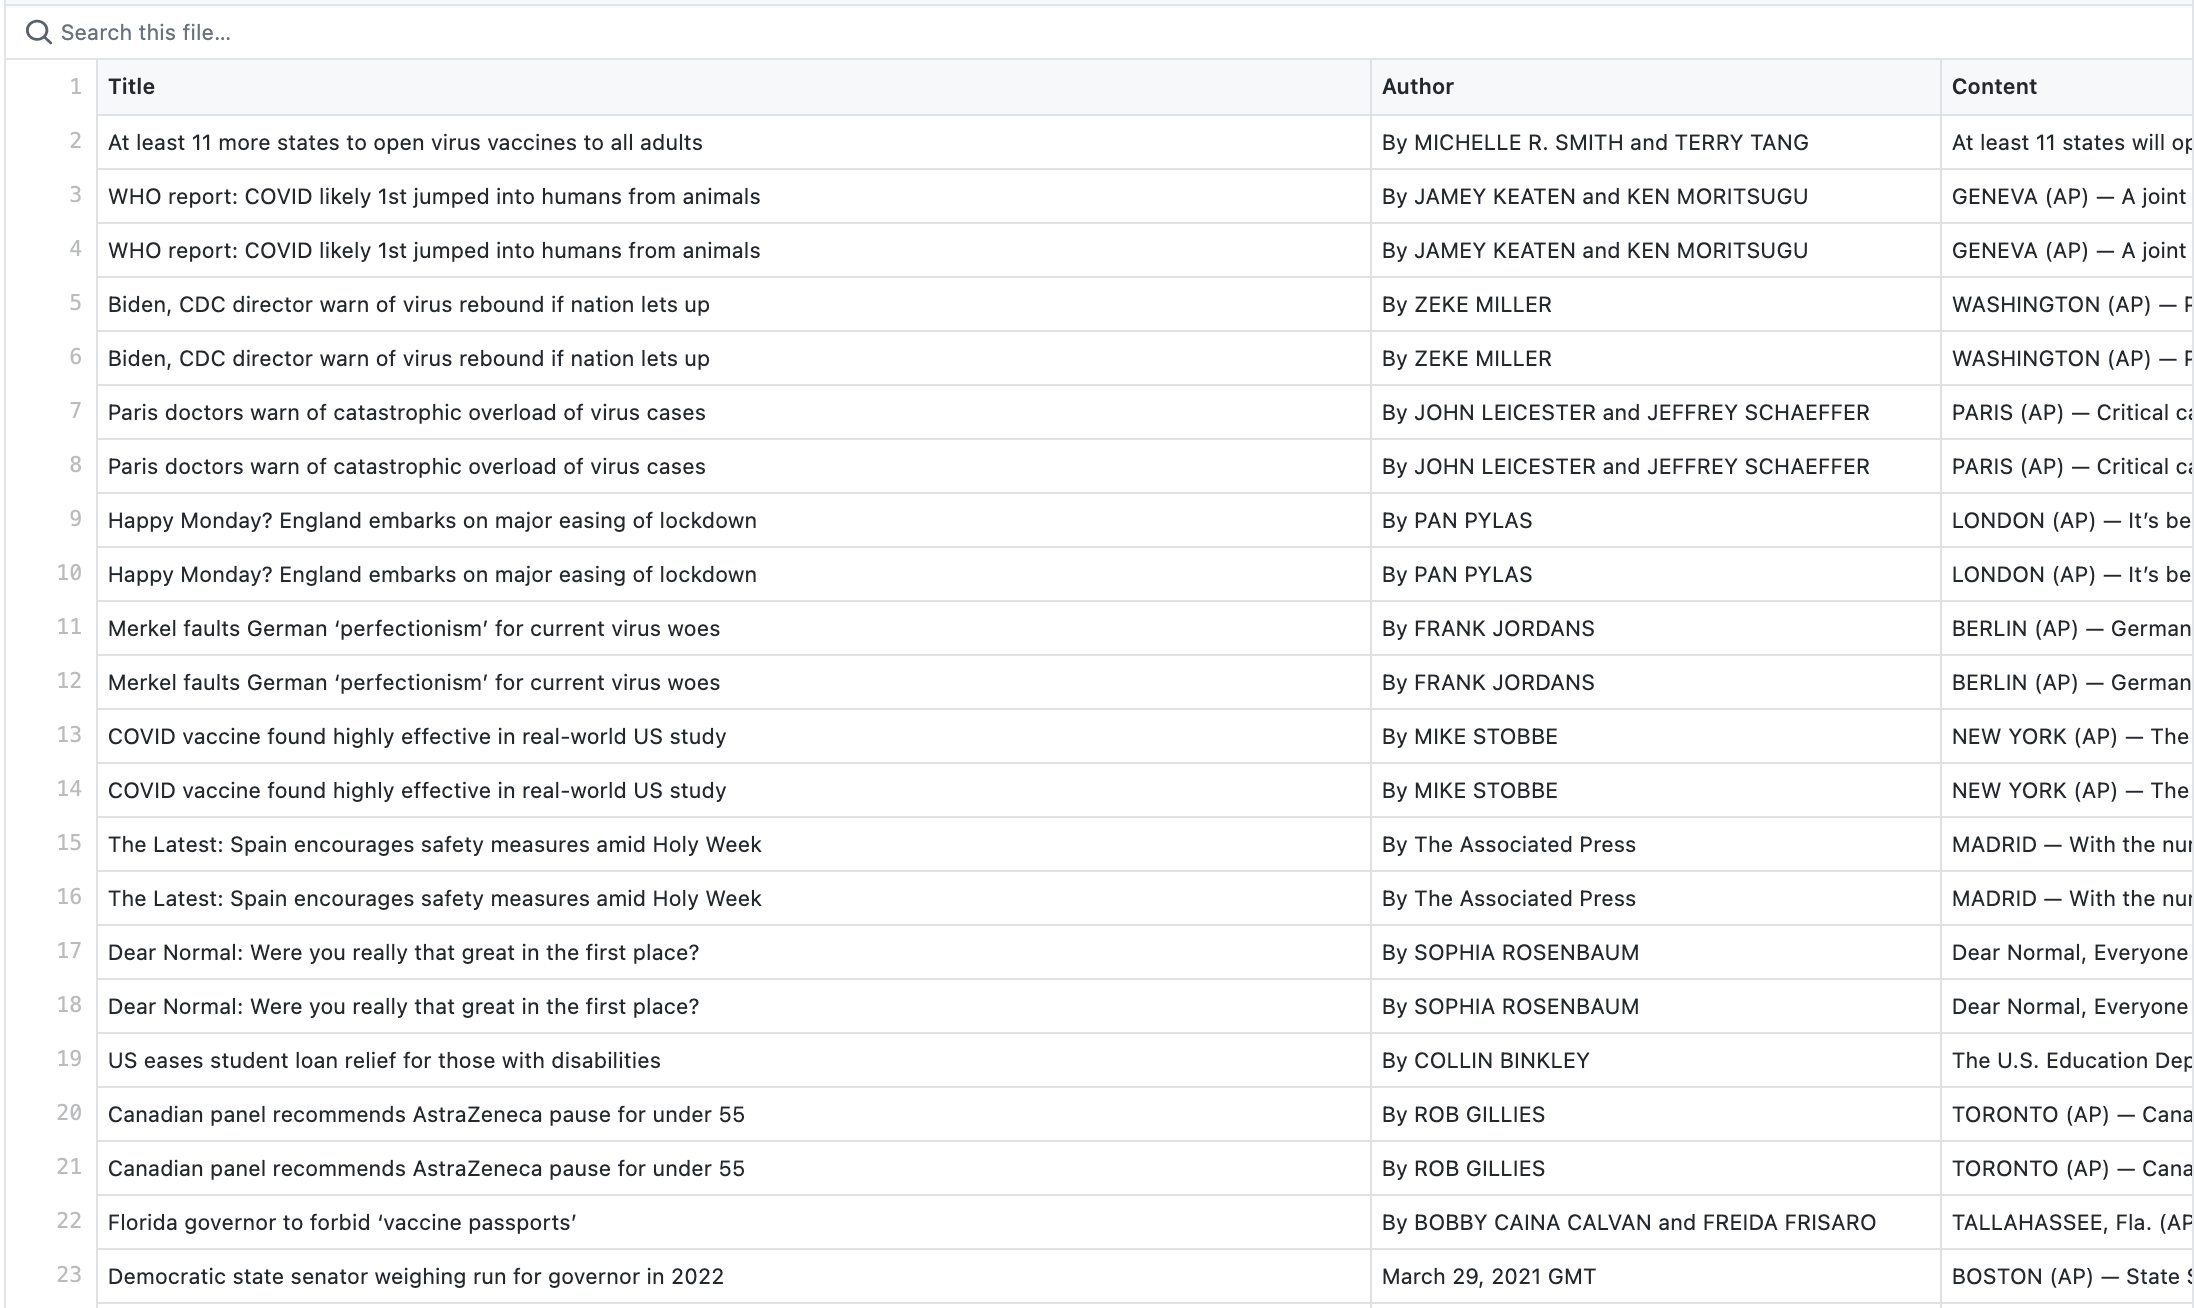 Search this file...
1 Title Author Content
2 At least 11 more states to open virus vaccines to all adults By MICHELLE R. SMITH and TERRY TANG At least 11 states will
3 WHO report: COVID likely 1st jumped into humans from animals By JAMEY KEATEN and KEN MORITSUGU GENEVA (AP) — A joint
4 WHO report: COVID likely 1st jumped into humans from animals By JAMEY KEATEN and KEN MORITSUGU GENEVA (AP) — A joint
5 Biden, CDC director warn of virus rebound if nation lets up By ZEKE MILLER WASHINGTON (AP) —
6 Biden, CDC director warn of virus rebound if nation lets up By ZEKE MILLER WASHINGTON (AP) —
7 Paris doctors warn of catastrophic overload of virus cases By JOHN LEICESTER and JEFFREY SCHAEFFER PARIS (AP) — Critical
8 Paris doctors warn of catastrophic overload of virus cases By JOHN LEICESTER and JEFFREY SCHAEFFER PARIS (AP) — Critical
9 Happy Monday? England embarks on major easing of lockdown By PAN PYLAS LONDON (AP) — It’s be
10 Happy Monday? England embarks on major easing of lockdown By PAN PYLAS LONDON (AP) — It’s be
11 Merkel faults German ‘perfectionism’ for current virus woes By FRANK JORDANS BERLIN (AP) — German
12 Merkel faults German ‘perfectionism’ for current virus woes By FRANK JORDANS BERLIN (AP) — German
13 COVID vaccine found highly effective in real-world US study By MIKE STOBBE NEW YORK (AP) — The
14 COVID vaccine found highly effective in real-world US study By MIKE STOBBE NEW YORK (AP) — The
15 The Latest: Spain encourages safety measures amid Holy Week By The Associated Press MADRID — With the
16 The Latest: Spain encourages safety measures amid Holy Week By The Associated Press MADRID — With the
17 Dear Normal: Were you really that great in the first place? By SOPHIA ROSENBAUM Dear Normal, Everyone
18 Dear Normal: Were you really that great in the first place? By SOPHIA ROSENBAUM Dear Normal, Everyone
19 US eases student loan relief for those with disabilities By COLLIN BINKLEY The U.S. Education Dep
20 Canadian panel recommends AstraZeneca pause for under 55 By ROB GILLIES TORONTO (AP) — Cana
21 Canadian panel recommends AstraZeneca pause for under 55 By ROB GILLIES TORONTO (AP) — Cana
22 Florida governor to forbid ‘vaccine passports’ By BOBBY CAINA CALVAN and FREIDA FRISARO TALLAHASSEE, Fla. (AP
23 Democratic state senator weighing run for governor in 2022 March 29, 2021 GMT BOSTON (AP) — State